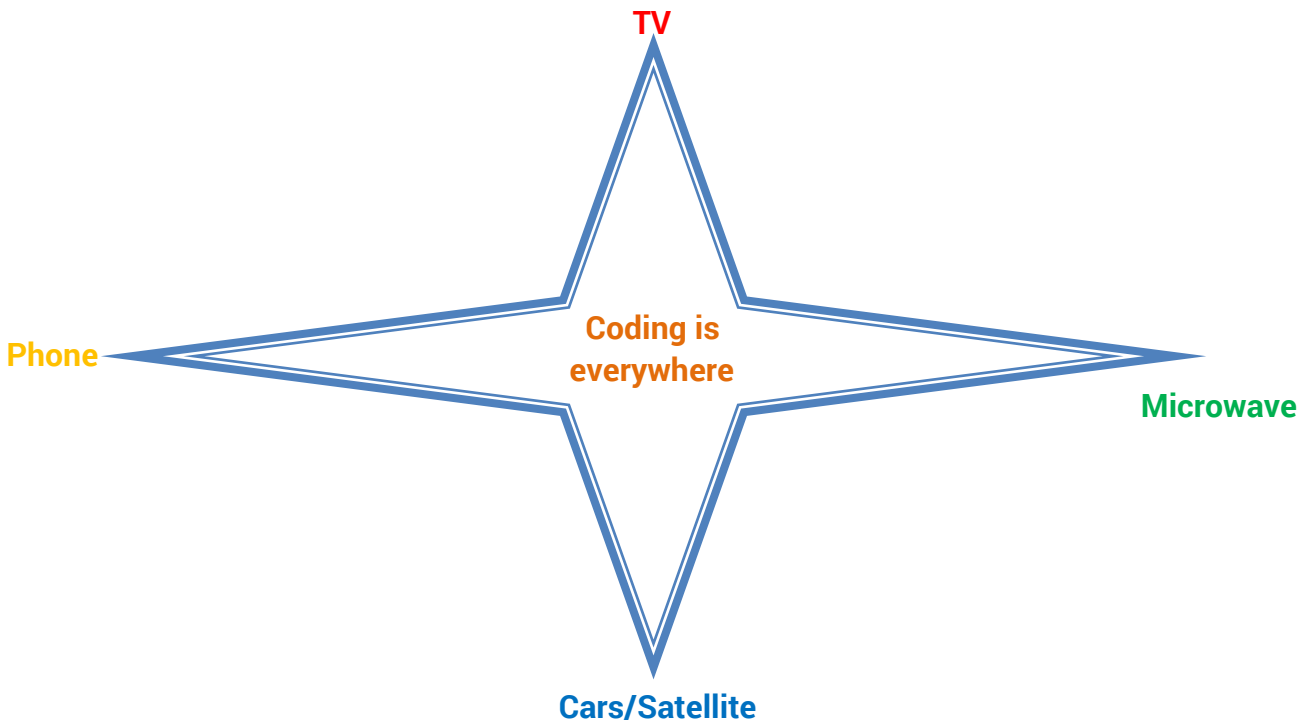 TV
Coding is
everywhere
Phone
Microwave
Cars/Satellite